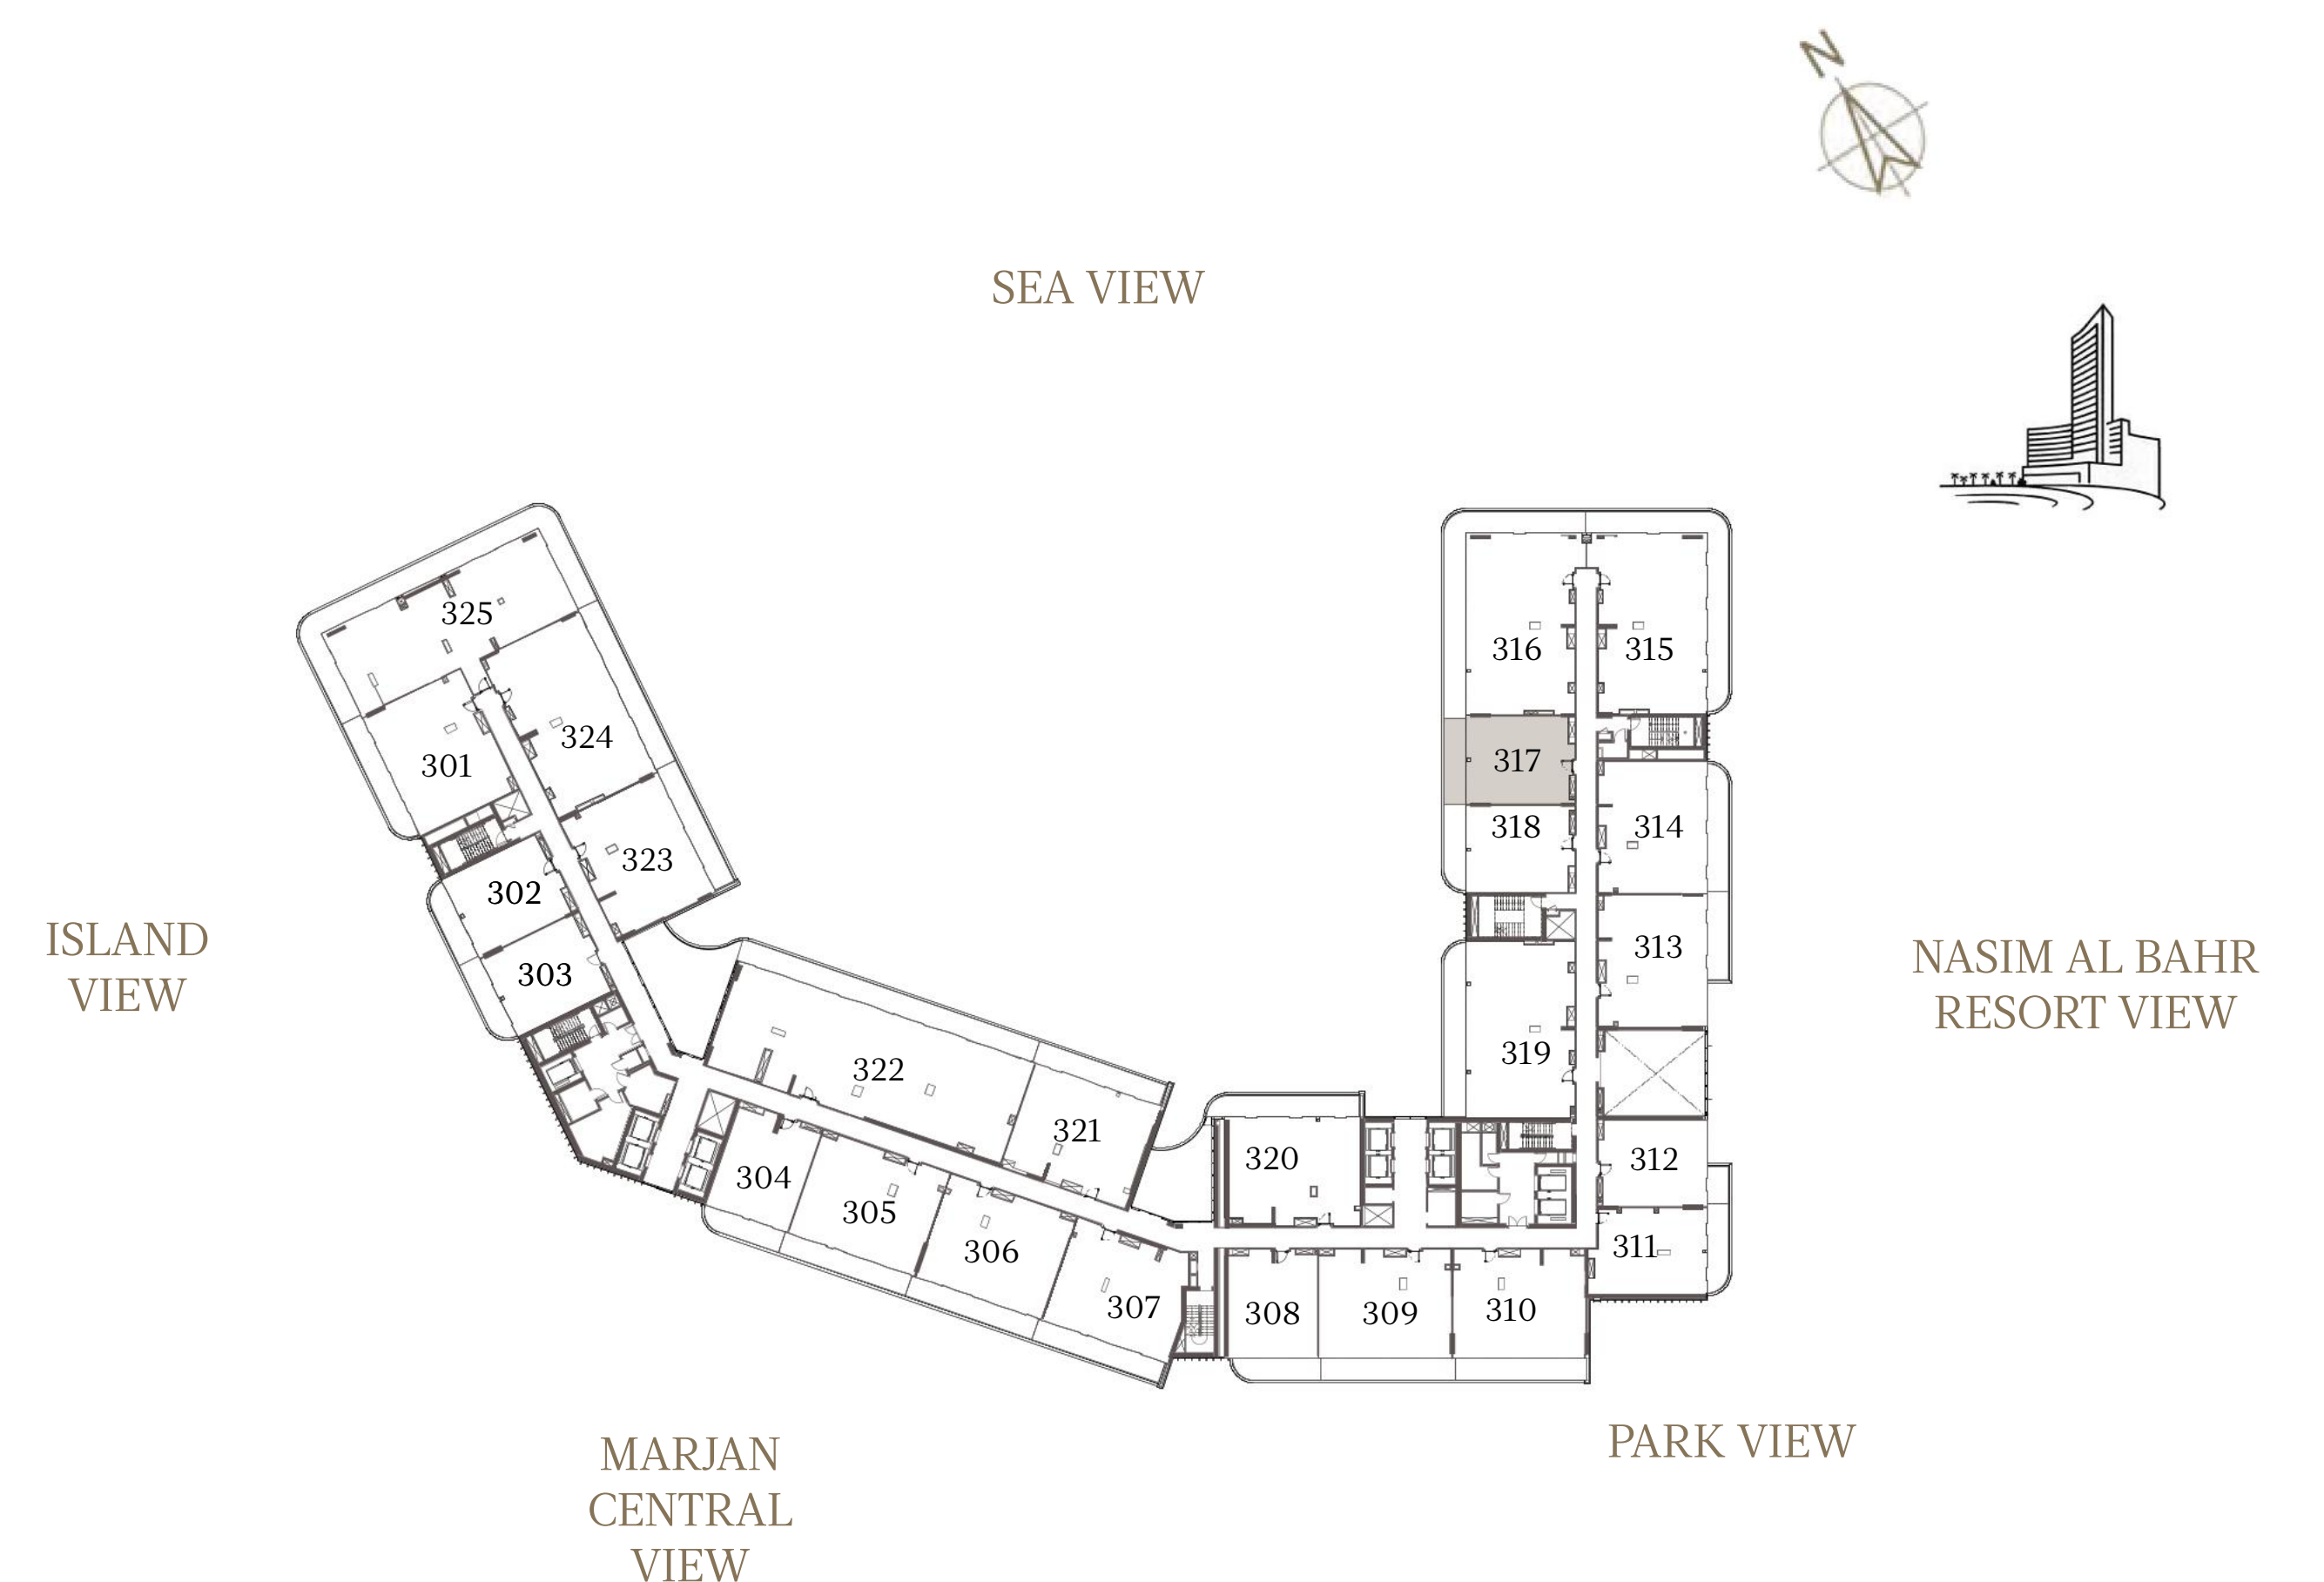 N
SEA VIEW
325
316
315
324
317
301
318
314
323
302
313
ISLAND
VIEW
303
NASIM AL BAHR
RESORT VIEW
319
322
321
320
312
304
305
306
311
307
308
309
310
PARK VIEW
MARJAN
CENTRAL
VIEW